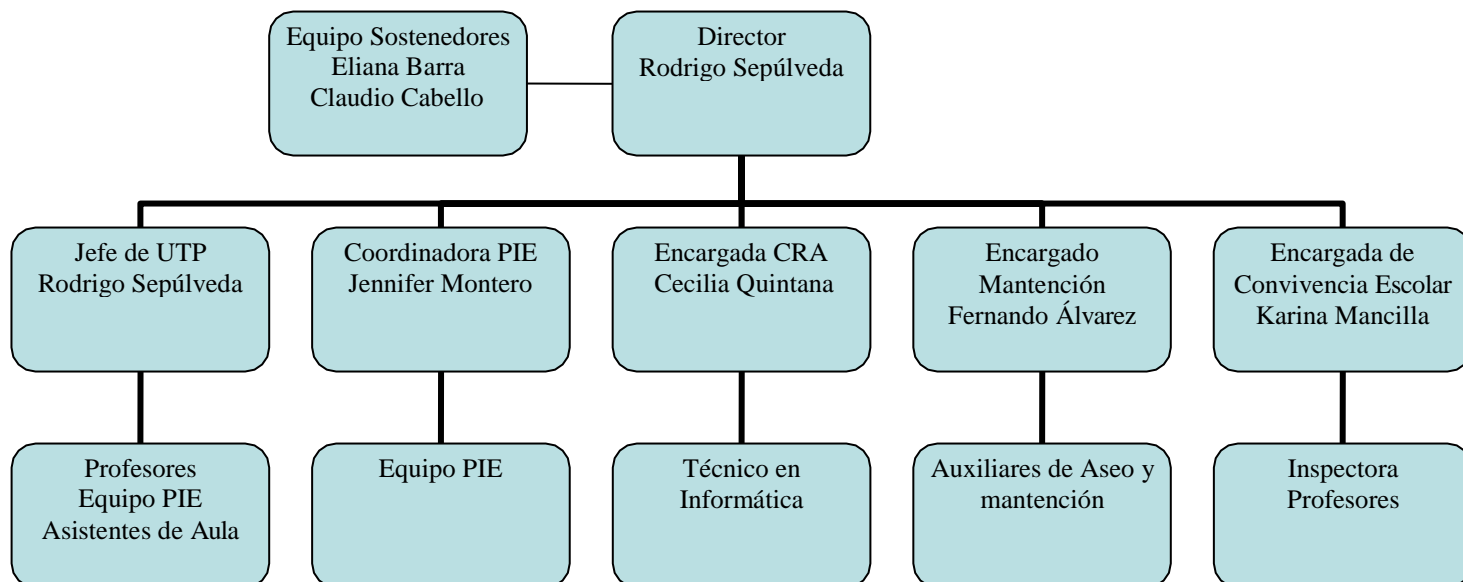 Equipo Sostenedores
Eliana Barra
Claudio Cabello
Director
Rodrigo Sepúlveda
Jefe de UTP
Rodrigo Sepúlveda
Coordinadora PIE
Jennifer Montero
Encargada CRA
Cecilia Quintana
Encargado
Mantención
Fernando Álvarez
Encargada de
Convivencia Escolar
Karina Mancilla
Profesores
Equipo PIE
Asistentes de Aula
Equipo PIE
Técnico en
Informática
Auxiliares de Aseo y
mantención
Inspectora
Profesores